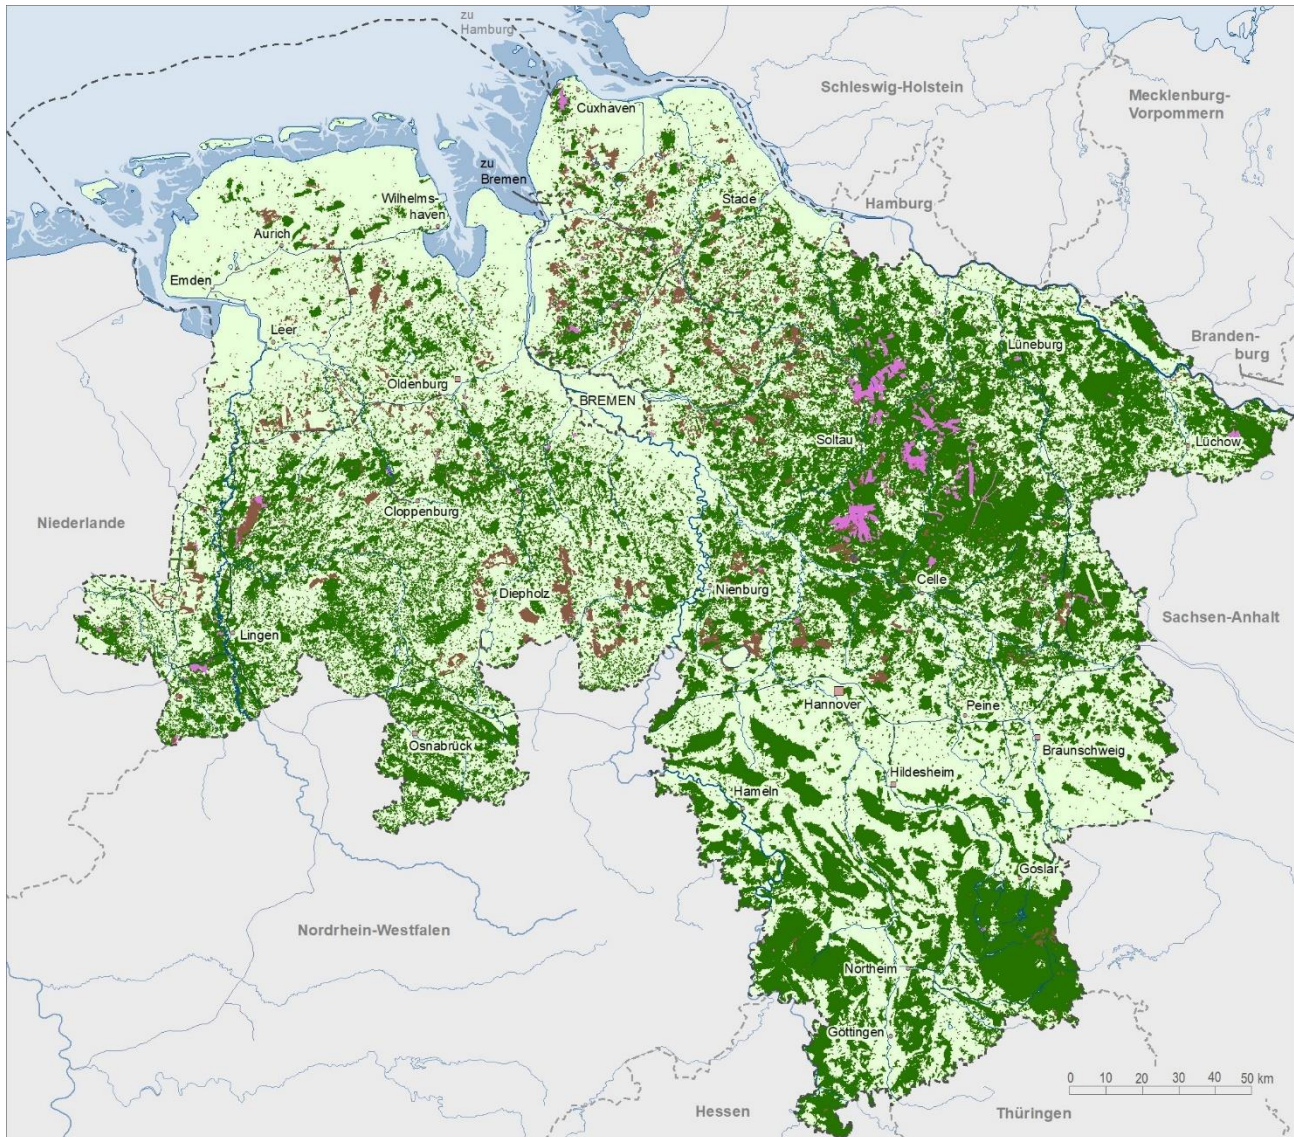 zu
Hamburg
Schleswig-Holstein
Mecklenburg-
Vorpommern
Cuxhaven
zu
Bremen
Wilhelms-
haven
Stade
Hamburg
Aurich
Emden
Leer
Lüneburg
Branden-
burg
Oldenburg
BREMEN
Soltau
Lüchow
Niederlande
Cloppenburg
Celle
Diepholz
Nienburg
Sachsen-Anhalt
Lingen
Hannover
Peine
Osnabrück
Braunschweig
Hildesheim
Hameln
Goslar
Nordrhein-Westfalen
Northeim
Göttingen
0 10 20 30 40 50 km
Hessen
Thüringen